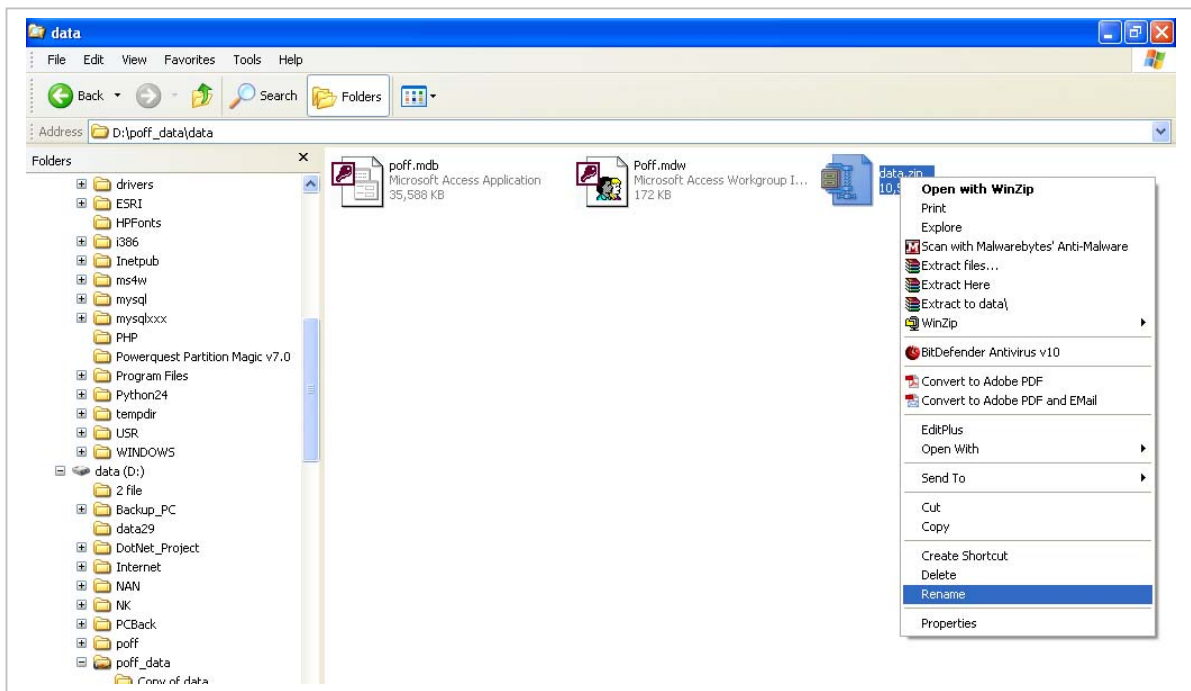 data
File Edit View Favorites Tools Help
Back Search Folders
Address D:\poff_data\data
Folders
drivers
ESRI
HPFonts
i386
Inetpub
ms4w
mysql
mysqlxxx
PHP
Powerquest Partition Magic v7.0
Program Files
Python24
tempdir
USR
WINDOWS
data (D:)
2 file
Backup_PC
data29
DotNet_Project
Internet
NAN
NK
PCBack
poff
poff_data
Copy of data
poff.mdb
Microsoft Access Application
35,588 KB
Poff.mdw
Microsoft Access Workgroup I...
172 KB
data.zip
Open with WinZip
Print
Explore
Scan with Malwarebytes' Anti-Malware
Extract files...
Extract Here
Extract to data\
WinZip
BitDefender Antivirus v10
Convert to Adobe PDF
Convert to Adobe PDF and EMail
EditPlus
Open With
Send To
Cut
Copy
Create Shortcut
Delete
Rename
Properties